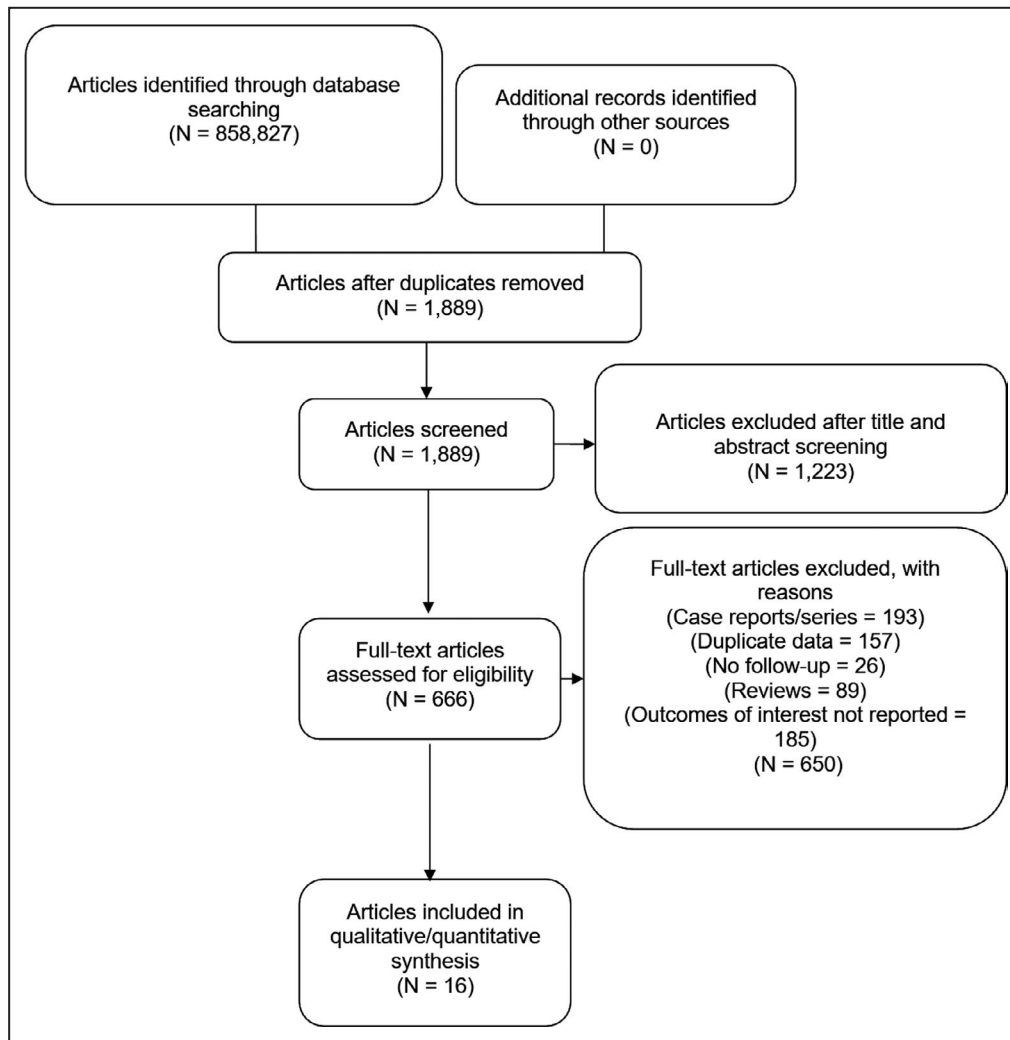 Articles identified through database
searching
(N = 858,827)
Additional records identified
through other sources
(N = 0)
Articles after duplicates removed
(N = 1,889)
Articles screened
(N = 1,889)
Articles excluded after title and
abstract screening
(N = 1,223)
Full-text articles
assessed for eligibility
(N = 666)
Full-text articles excluded, with
reasons
(Case reports/series = 193)
(Duplicate data = 157)
(No follow-up = 26)
(Reviews = 89)
(Outcomes of interest not reported =
185)
(N = 650)
Articles included in
qualitative/quantitative
synthesis
(N = 16)